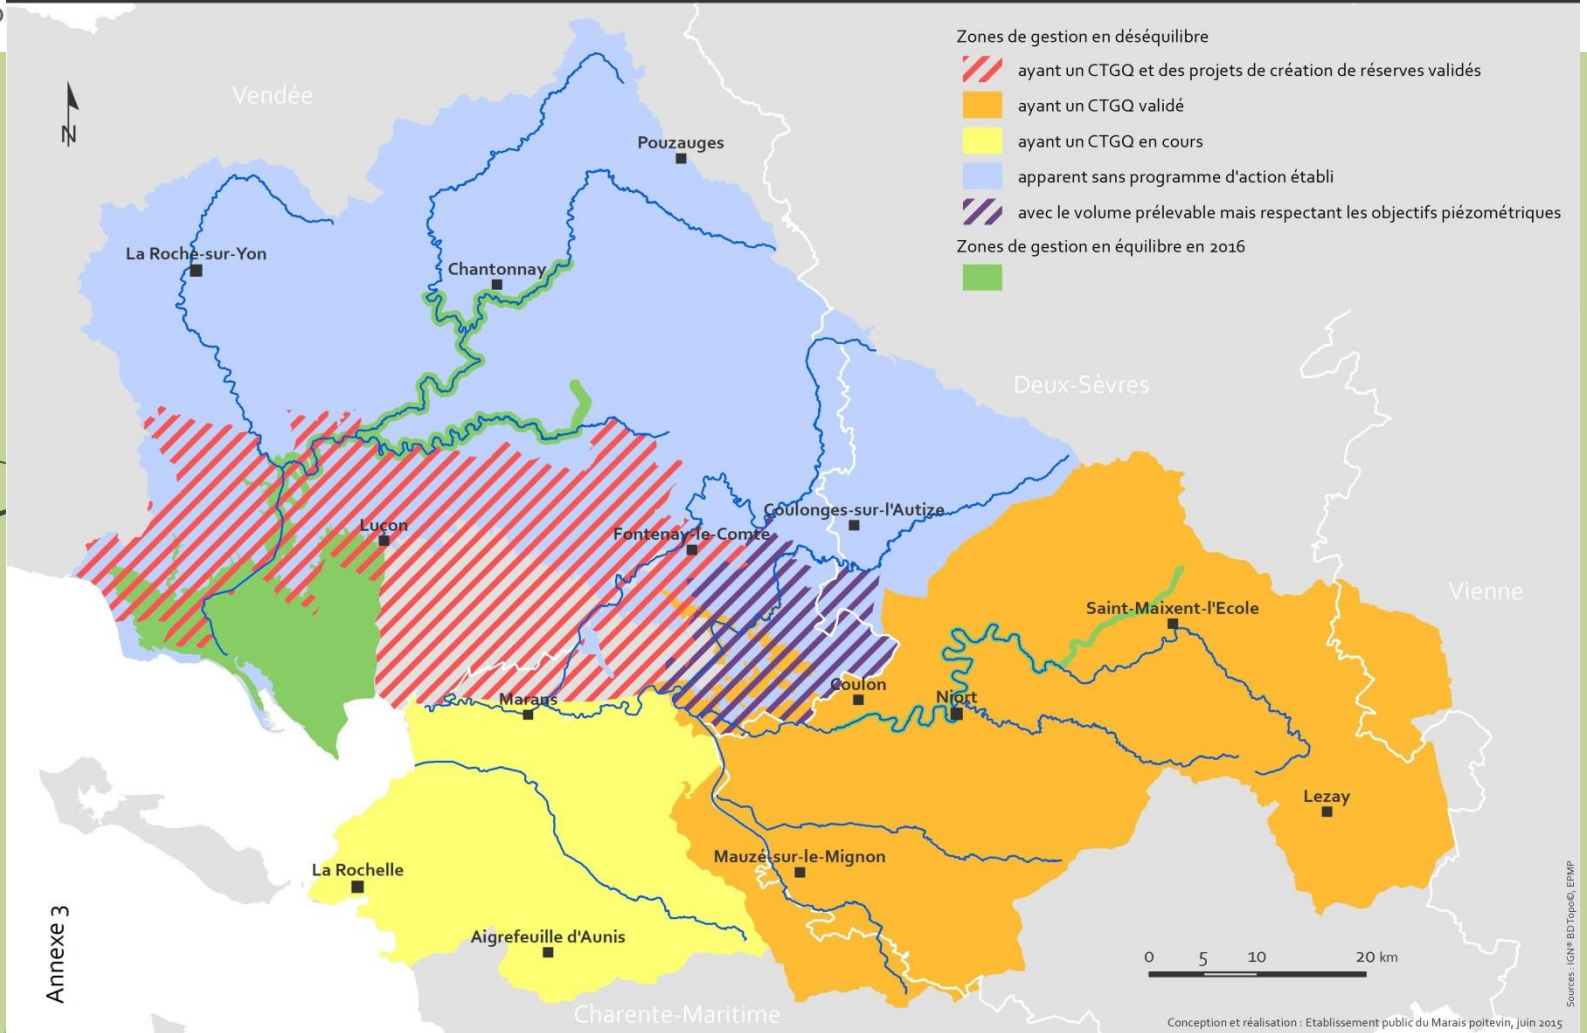 Zones de gestion en déséquilibre
ayant un CTGQ et des projets de création de réserves validés
ayant un CTGQ validé
ayant un CTGQ en cours
apparent sans programme d'action établi
avec le volume prélevable mais respectant les objectifs piézométriques
Zones de gestion en équilibre en 2016
N
Vendée
Pouzauges
La Roche-sur-Yon
Chantonnay
Deux-Sèvres
Coulonges-sur-l'Autize
Luçon
Fontenay-le-Comte
Vienne
Saint-Maixent-l'Ecole
Coulon
Niort
Marans
Lezay
Mauzé-sur-le-Mignon
La Rochelle
Aigrefeuille d'Aunis
Charente-Maritime
Annexe 3
0 5 10 20 km
Sources : IGN® BD Topo©, EPMP
Conception et réalisation : Etablissement public du Marais poitevin, juin 2015